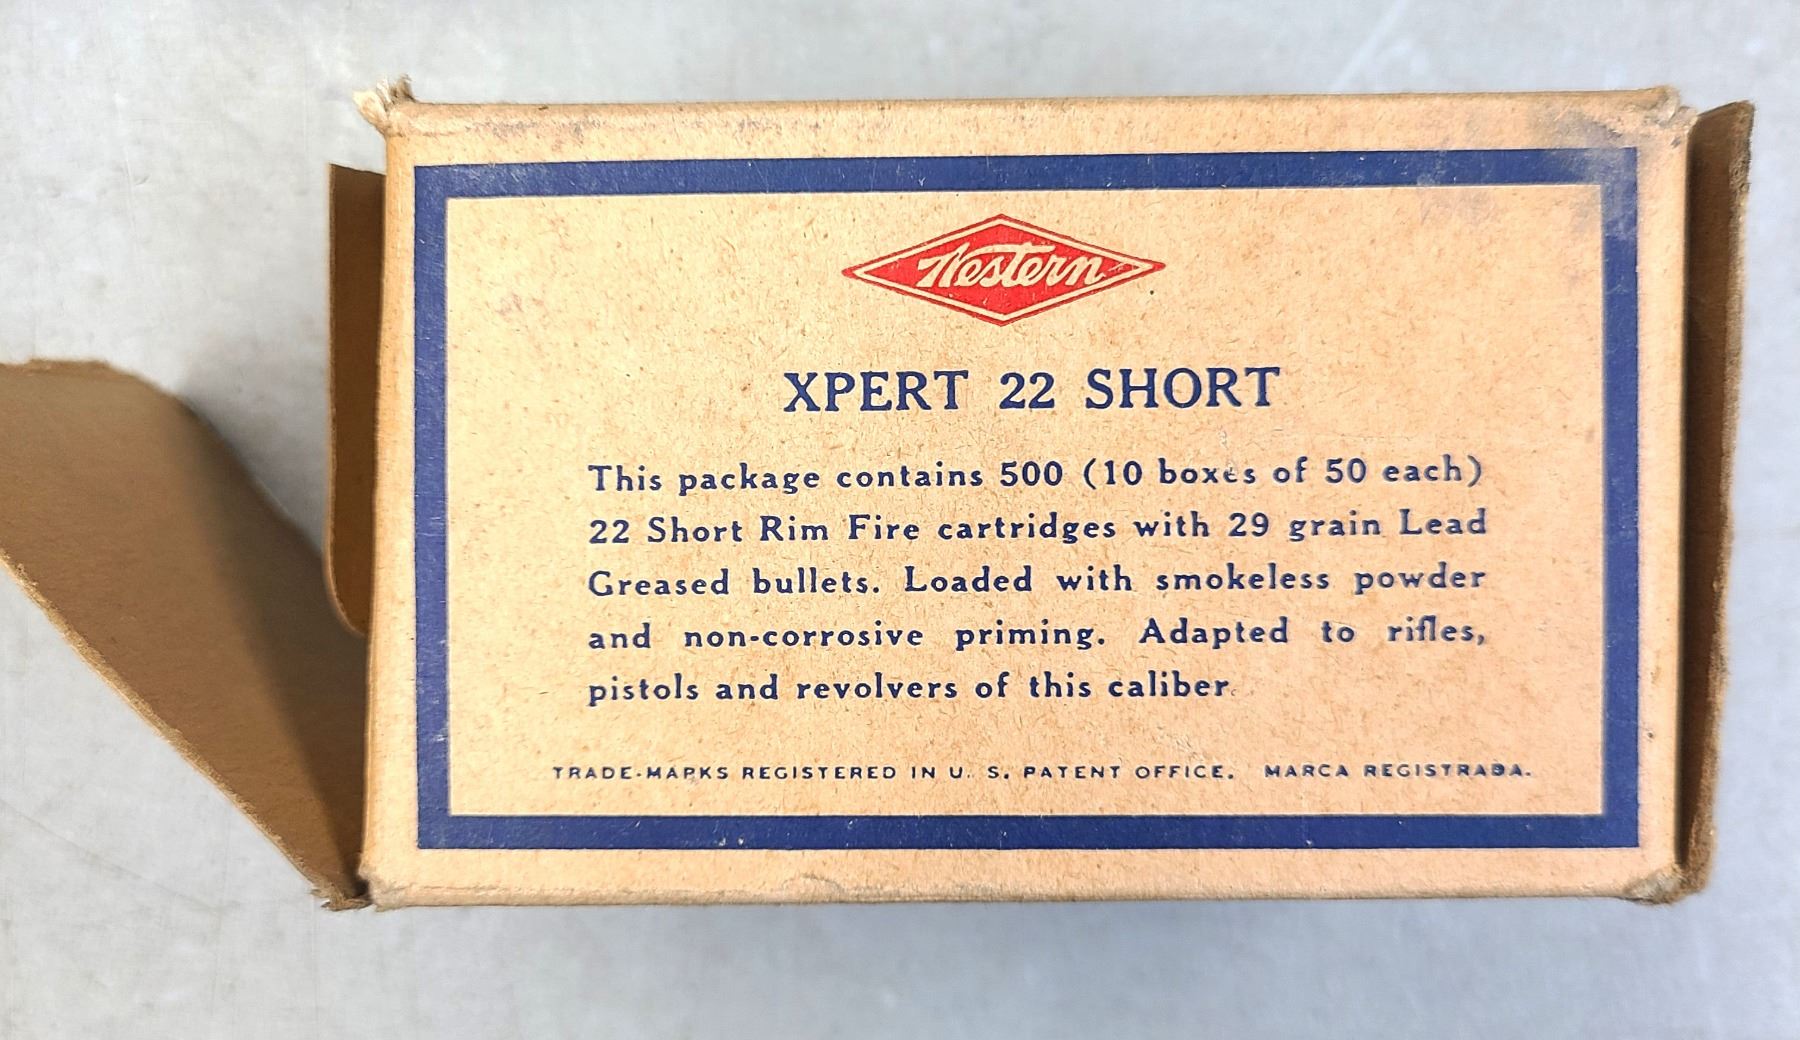 Western
XPERT 22 SHORT
This package contains 500 (10 boxes of 50 each)
22 Short Rim Fire cartridges with 29 grain Lead
Greased bullets. Loaded with smokeless powder
and non-corrosive priming. Adapted to rifles,
pistols and revolvers of this caliber.
TRADE-MARKS REGISTERED IN U. S. PATENT OFFICE. MARCA REGISTRADA.